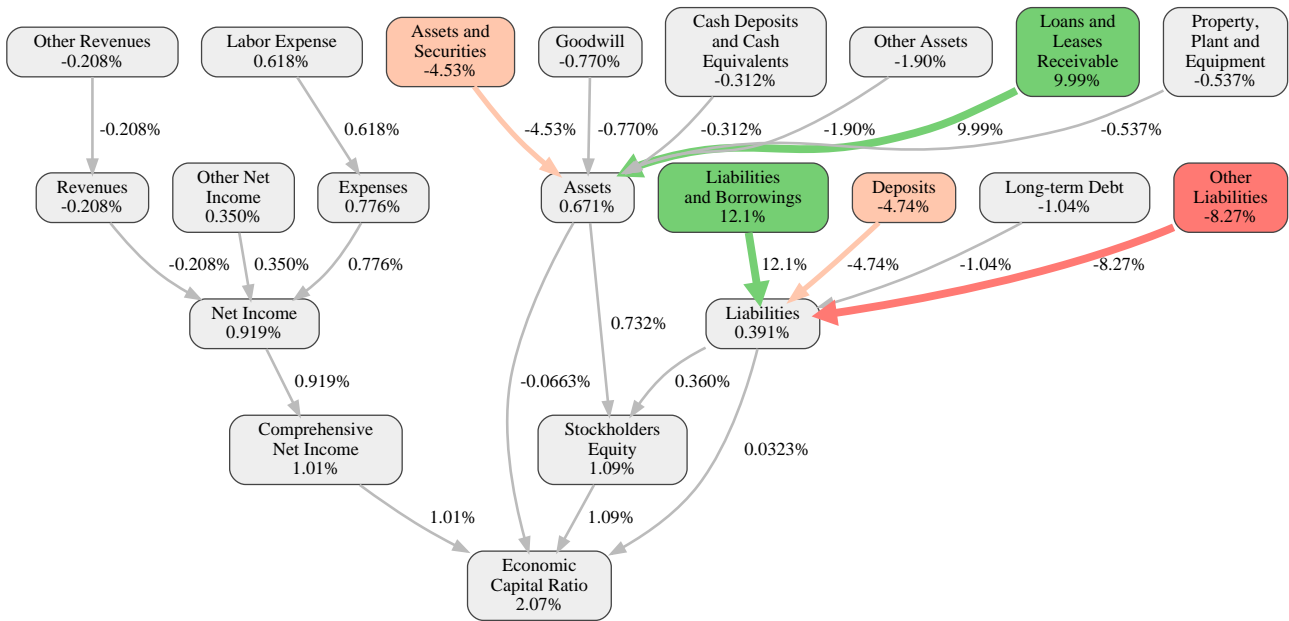 Other Revenues
-0.208%
Labor Expense
0.618%
Assets and
Securities
-4.53%
Goodwill
-0.770%
Cash Deposits
and Cash
Equivalents
-0.312%
Other Assets
-1.90%
Loans and
Leases
Receivable
9.99%
Property,
Plant and
Equipment
-0.537%
-0.208%
0.618%
-4.53%
-0.770%
-0.312%
-1.90%
9.99%
-0.537%
Revenues
-0.208%
Other Net
Income
0.350%
Expenses
0.776%
Assets
0.671%
Liabilities
and Borrowings
12.1%
Deposits
-4.74%
Long-term Debt
-1.04%
Other
Liabilities
-8.27%
-0.208%
0.350%
0.776%
12.1%
-4.74%
-1.04%
-8.27%
Net Income
0.919%
0.732%
Liabilities
0.391%
0.919%
-0.0663%
0.360%
Comprehensive
Net Income
1.01%
Stockholders
Equity
1.09%
0.0323%
1.01%
1.09%
Economic
Capital Ratio
2.07%